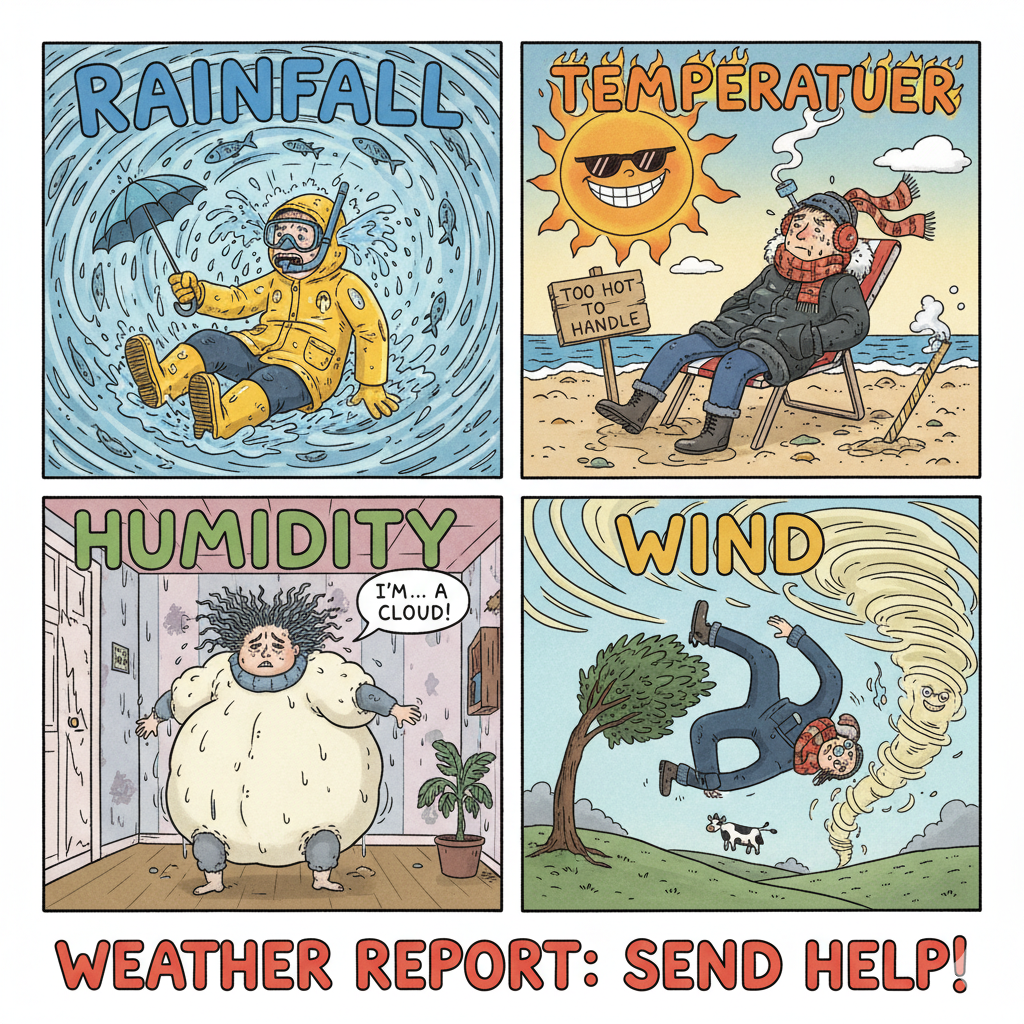 RAINFALL
TEMPERATUER
TOO HOT
TO
HANDLE
HUMIDITY
I'M... A
CLOUD!
WIND
WEATHER REPORT: SEND HELP!